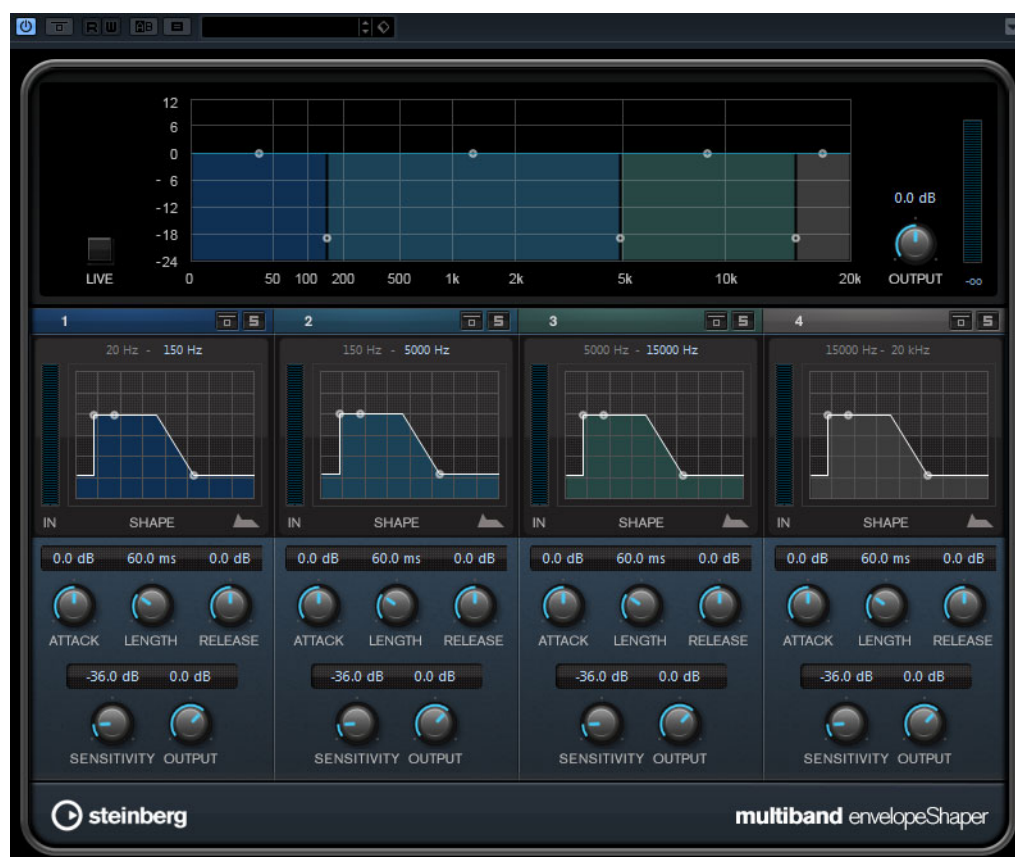 R W AB
12
6
0
- 6
-12
-18
-24
LIVE
0 50 100 200 500 1k 2k 5k 10k 20k
0.0 dB
OUTPUT
-∞
1 S 2 S 3 S 4 S
20 Hz - 150 Hz 150 Hz - 5000 Hz 5000 Hz - 15000 Hz 15000 Hz - 20 kHz
IN SHAPE IN SHAPE IN SHAPE IN SHAPE
0.0 dB 60.0 ms 0.0 dB 0.0 dB 60.0 ms 0.0 dB 0.0 dB 60.0 ms 0.0 dB 0.0 dB 60.0 ms 0.0 dB
ATTACK LENGTH RELEASE ATTACK LENGTH RELEASE ATTACK LENGTH RELEASE ATTACK LENGTH RELEASE
-36.0 dB 0.0 dB -36.0 dB 0.0 dB -36.0 dB 0.0 dB -36.0 dB 0.0 dB
SENSITIVITY OUTPUT SENSITIVITY OUTPUT SENSITIVITY OUTPUT SENSITIVITY OUTPUT
steinberg multiband envelopeShaper